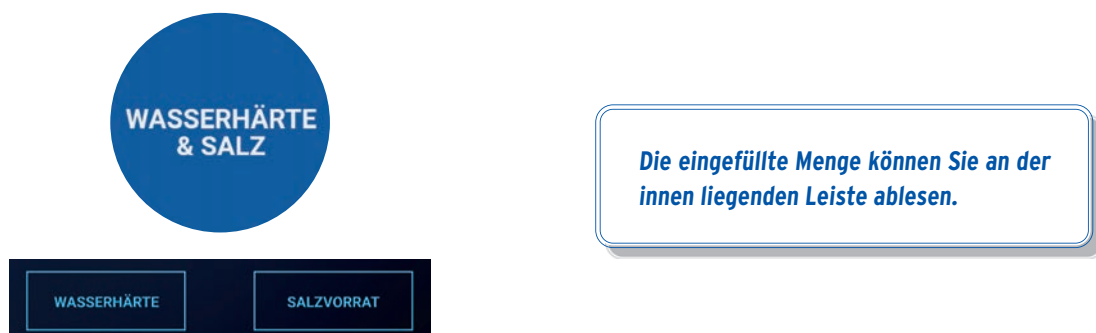 WASSERHÄRTE
& SALZ
Die eingefüllte Menge können Sie an der
innen liegenden Leiste ablesen.
WASSERHÄRTE
SALZVORRAT